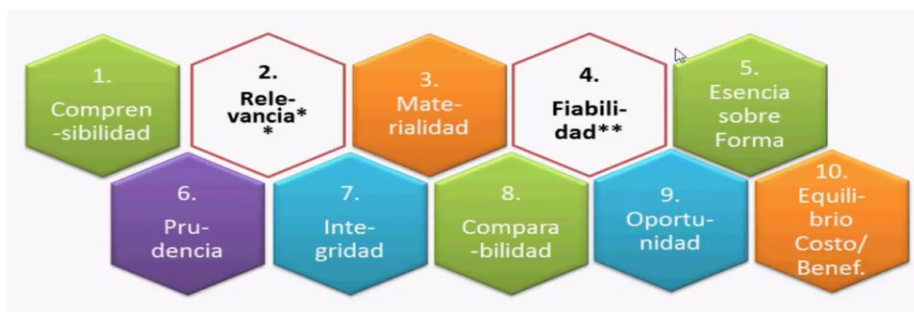 1.
Compren
-sibilidad
2.
Rele-
vancia*
*
3.
Mate-
rialidad
4.
Fiabili-
dad**
5.
Esencia
sobre
Forma
6.
Pru-
dencia
7.
Inte-
gridad
8.
Compara
-bilidad
9.
Oportu-
nidad
10.
Equili-
brio
Costo/
Benef.